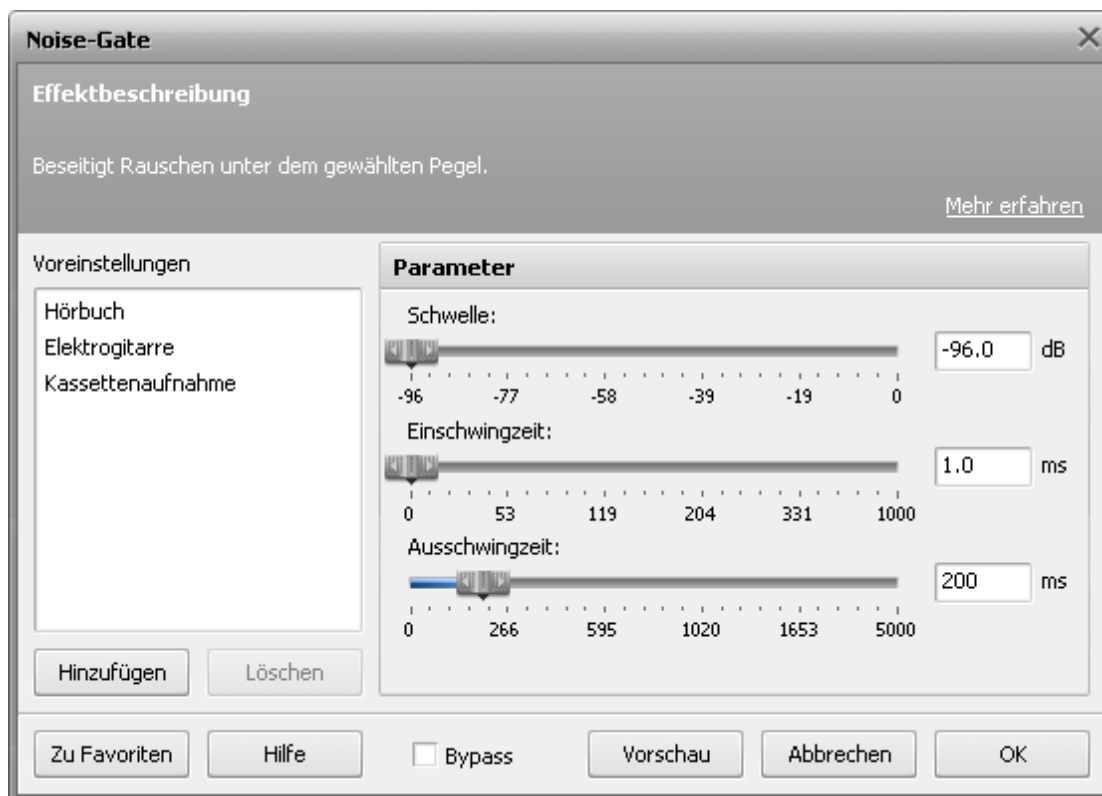 Noise-Gate
Effektbeschreibung
Beseitigt Rauschen unter dem gewählten Pegel.
Mehr erfahren
Voreinstellungen
Hörbuch
Elektrogitarre
Kassettenaufnahme
Hinzufügen
Löschen
Parameter
Schwelle:
-96.0 dB
-96 -77 -58 -39 -19 0
Einschwingzeit:
1.0 ms
0 53 119 204 331 1000
Ausschwingzeit:
200 ms
0 266 595 1020 1653 5000
Zu Favoriten
Hilfe
Bypass
Vorschau
Abbrechen
OK